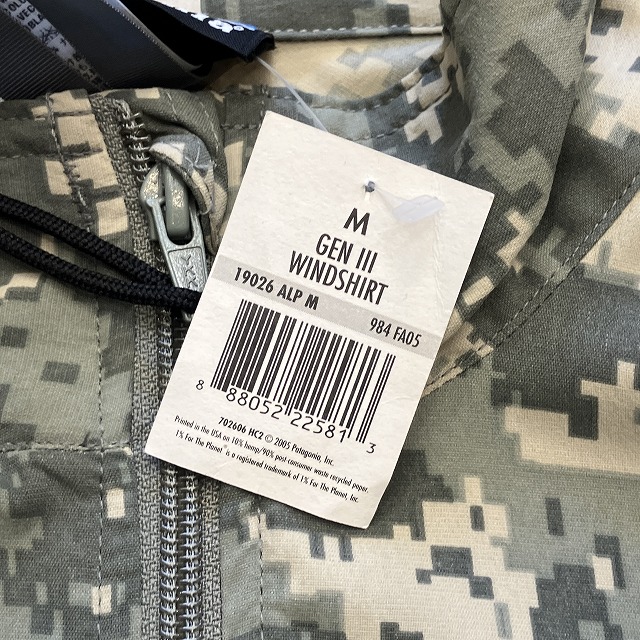 M
GEN III
WINDSHIRT
19026 ALP M
984 FA05
8 88052 22581 3
702606 HC2 © 2005 Patagonia, Inc.
Printed in the USA on 10% hemp/90% post consumer waste recycled paper.
1% For The Planet® is a registered trademark of 1% For The Planet, Inc.
YKK